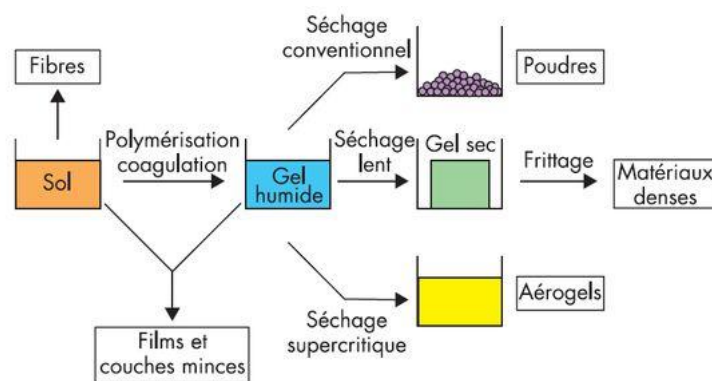 Séchage
conventionnel
Fibres
Poudres
Polymérisation
coagulation
Séchage
lent
Gel sec
Frittage
Sol
Gel
humide
Matériaux
denses
Aérogels
Séchage
supercritique
Films et
couches minces